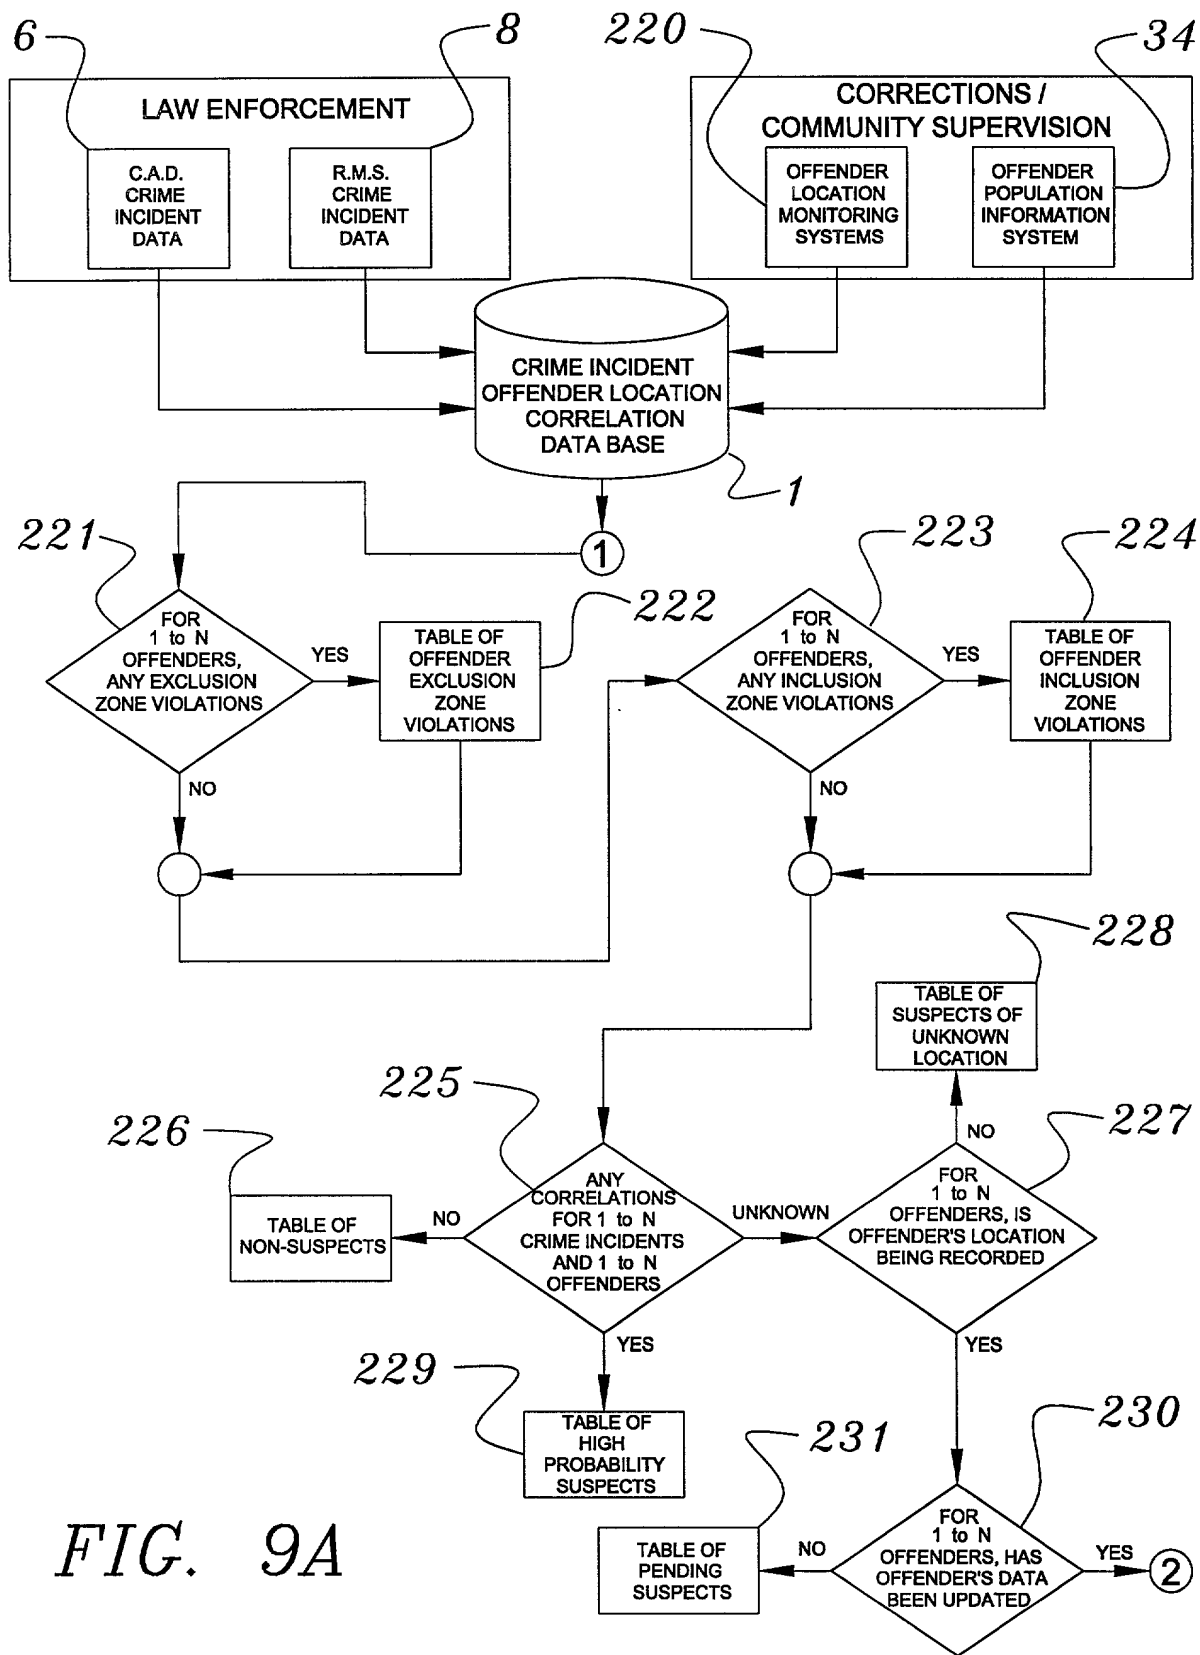 6
8
220
34
LAW ENFORCEMENT
CORRECTIONS /
COMMUNITY SUPERVISION
C.A.D.
CRIME
INCIDENT
DATA
R.M.S.
CRIME
INCIDENT
DATA
OFFENDER
LOCATION
MONITORING
SYSTEMS
OFFENDER
POPULATION
INFORMATION
SYSTEM
CRIME INCIDENT
OFFENDER LOCATION
CORRELATION
DATA BASE
1
1
221
FOR
1 to N
OFFENDERS,
ANY EXCLUSION
ZONE VIOLATIONS
YES
NO
222
TABLE OF
OFFENDER
EXCLUSION
ZONE
VIOLATIONS
223
FOR
1 to N
OFFENDERS,
ANY INCLUSION
ZONE VIOLATIONS
YES
NO
224
TABLE OF
OFFENDER
INCLUSION
ZONE
VIOLATIONS
228
TABLE OF
SUSPECTS OF
UNKNOWN
LOCATION
225
ANY
CORRELATIONS
FOR 1 to N
CRIME INCIDENTS
AND 1 to N
OFFENDERS
NO
UNKNOWN
YES
226
TABLE OF
NON-SUSPECTS
227
NO
FOR
1 to N
OFFENDERS, IS
OFFENDER'S LOCATION
BEING RECORDED
YES
229
TABLE OF
HIGH
PROBABILITY
SUSPECTS
230
FOR
1 to N
OFFENDERS, HAS
OFFENDER'S DATA
BEEN UPDATED
NO
YES
2
231
TABLE OF
PENDING
SUSPECTS
FIG. 9A